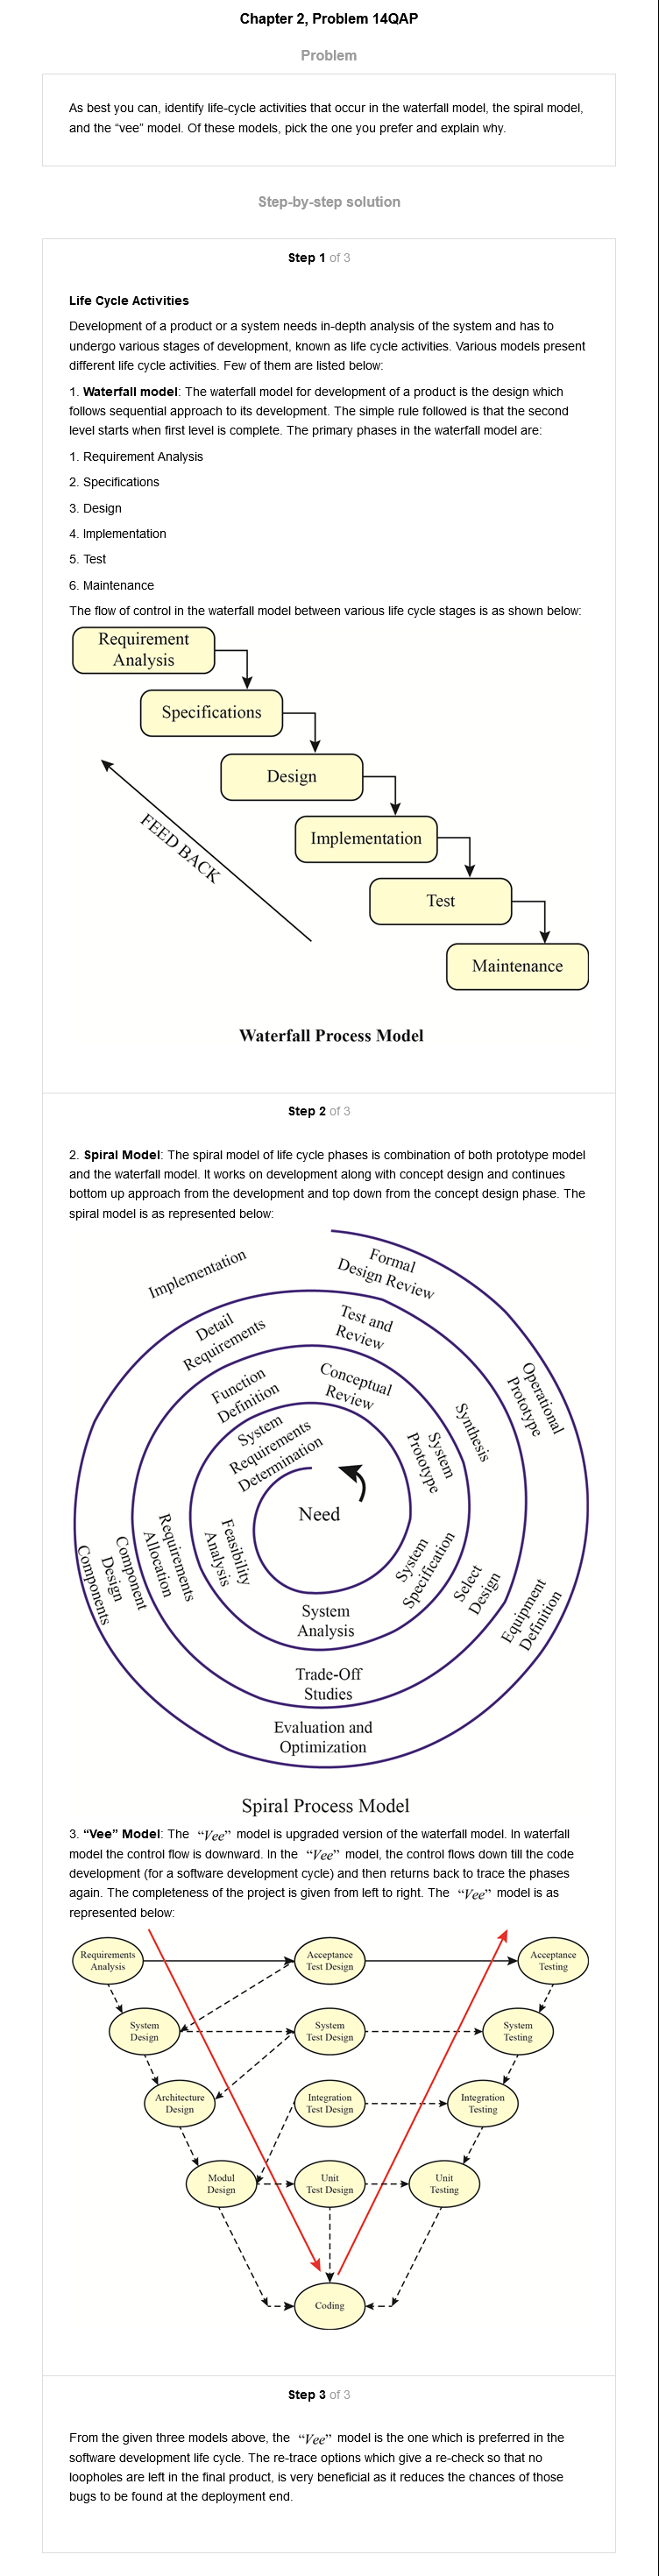 Chapter 2, Problem 14QAP
Problem
As best you can, identify life-cycle activities that occur in the waterfall model, the spiral model,
and the “vee” model. Of these models, pick the one you prefer and explain why.
Step-by-step solution
Step 1 of 3
Life Cycle Activities
Development of a product or a system needs in-depth analysis of the system and has to
undergo various stages of development, known as life cycle activities. Various models present
different life cycle activities. Few of them are listed below:
1. Waterfall model: The waterfall model for development of a product is the design which
follows sequential approach to its development. The simple rule followed is that the second
level starts when first level is complete. The primary phases in the waterfall model are:
1. Requirement Analysis
2. Specifications
3. Design
4. Implementation
5. Test
6. Maintenance
The flow of control in the waterfall model between various life cycle stages is as shown below:
Requirement
Analysis
Specifications
Design
FEED BACK
Implementation
Test
Maintenance
Waterfall Process Model
Step 2 of 3
2. Spiral Model: The spiral model of life cycle phases is combination of both prototype model
and the waterfall model. It works on development along with concept design and continues
bottom up approach from the development and top down from the concept design phase. The
spiral model is as represented below:
Implementation
Formal
Design Review
Detail
Requirements
Test and
Review
Operational
Prototype
Function
Definition
Conceptual
Review
Synthesis
System
Requirements
Determination
System
Prototype
Need
Feasibility
Analysis
Requirements
Allocation
Component
Design
Components
System
Specification
Select
Design
Equipment
Definition
System
Analysis
Trade-Off
Studies
Evaluation and
Optimization
Spiral Process Model
3. “Vee” Model: The “Vee” model is upgraded version of the waterfall model. In waterfall
model the control flow is downward. In the “Vee” model, the control flows down till the code
development (for a software development cycle) and then returns back to trace the phases
again. The completeness of the project is given from left to right. The “Vee” model is as
represented below:
Requirements
Analysis
Acceptance
Test Design
Acceptance
Testing
System
Design
System
Test Design
System
Testing
Architecture
Design
Integration
Test Design
Integration
Testing
Modul
Design
Unit
Test Design
Unit
Testing
Coding
Step 3 of 3
From the given three models above, the “Vee” model is the one which is preferred in the
software development life cycle. The re-trace options which give a re-check so that no
loopholes are left in the final product, is very beneficial as it reduces the chances of those
bugs to be found at the deployment end.